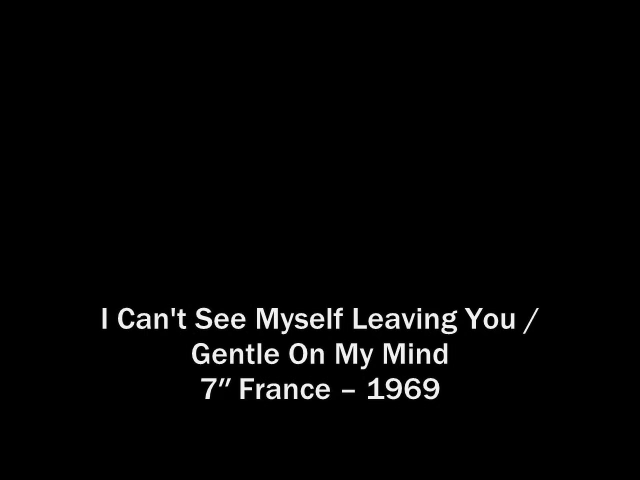 I Can't See Myself Leaving You /
Gentle On My Mind
7” France – 1969